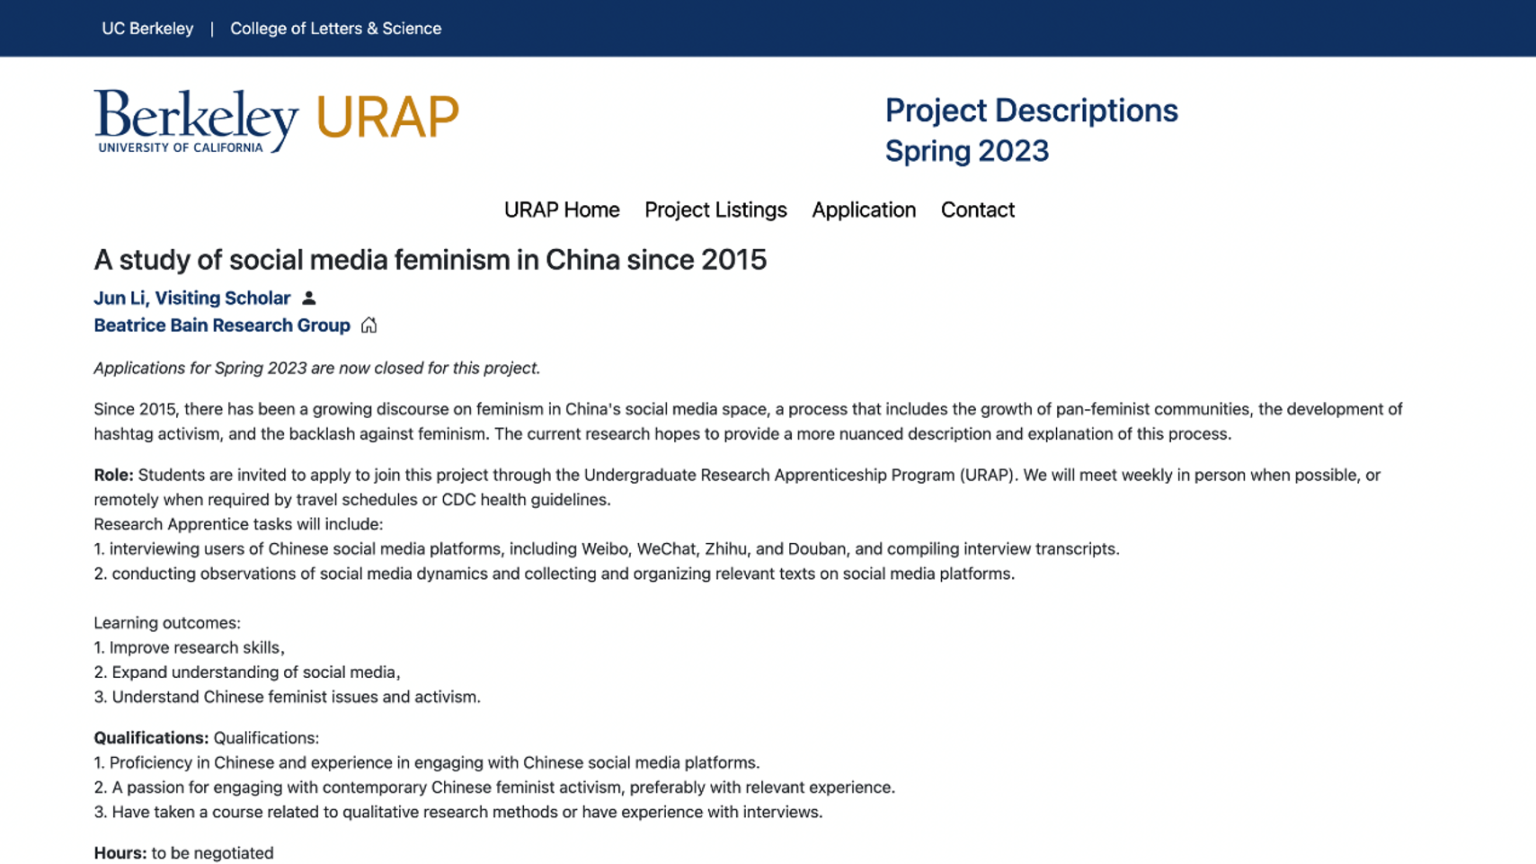 UC Berkeley | College of Letters & Science
Berkeley URAP
UNIVERSITY OF CALIFORNIA
Project Descriptions
Spring 2023
URAP Home Project Listings Application Contact
A study of social media feminism in China since 2015
Jun Li, Visiting Scholar
Beatrice Bain Research Group
Applications for Spring 2023 are now closed for this project.
Since 2015, there has been a growing discourse on feminism in China's social media space, a process that includes the growth of pan-feminist communities, the development of
hashtag activism, and the backlash against feminism. The current research hopes to provide a more nuanced description and explanation of this process.
Role: Students are invited to apply to join this project through the Undergraduate Research Apprenticeship Program (URAP). We will meet weekly in person when possible, or
remotely when required by travel schedules or CDC health guidelines.
Research Apprentice tasks will include:
1. interviewing users of Chinese social media platforms, including Weibo, WeChat, Zhihu, and Douban, and compiling interview transcripts.
2. conducting observations of social media dynamics and collecting and organizing relevant texts on social media platforms.
Learning outcomes:
1. Improve research skills,
2. Expand understanding of social media,
3. Understand Chinese feminist issues and activism.
Qualifications: Qualifications:
1. Proficiency in Chinese and experience in engaging with Chinese social media platforms.
2. A passion for engaging with contemporary Chinese feminist activism, preferably with relevant experience.
3. Have taken a course related to qualitative research methods or have experience with interviews.
Hours: to be negotiated